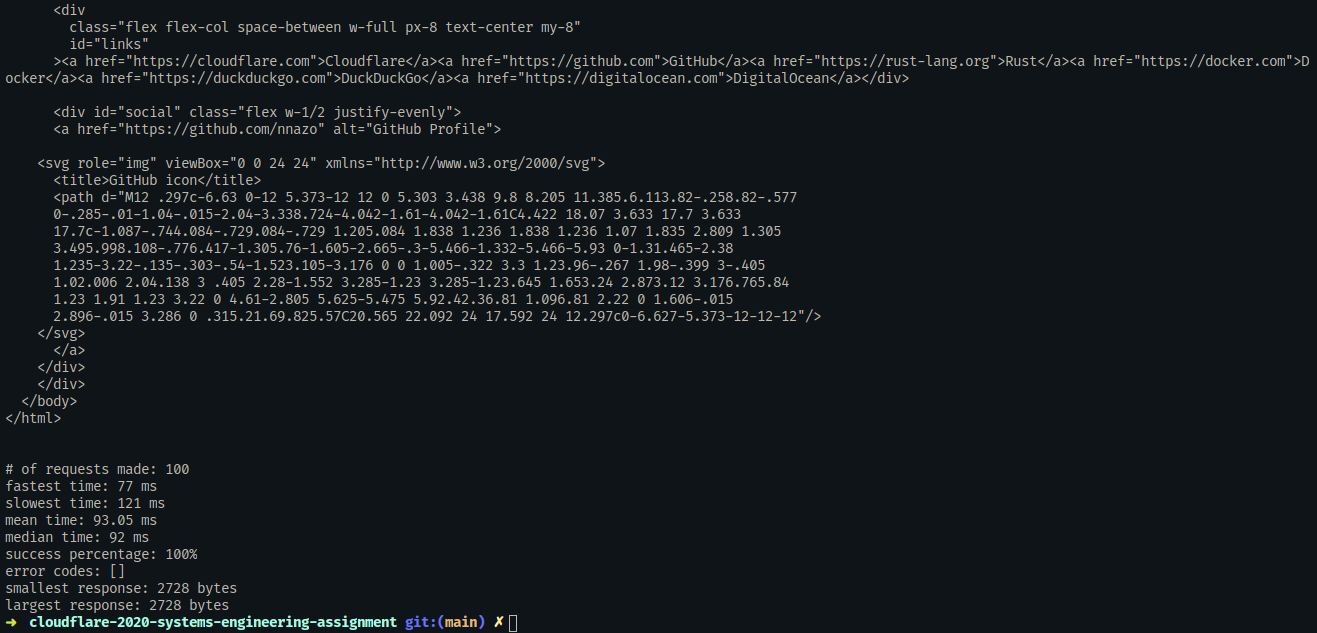 <div
class="flex flex-col space-between w-full px-8 text-center my-8"
id="links"
><a href="https://cloudflare.com">Cloudflare</a><a href="https://github.com">GitHub</a><a href="https://rust-lang.org">Rust</a><a href="https://docker.com">D
ocker</a><a href="https://duckduckgo.com">DuckDuckGo</a><a href="https://digitalocean.com">DigitalOcean</a></div>
<div id="social" class="flex w-1/2 justify-evenly">
<a href="https://github.com/nnazo" alt="GitHub Profile">
<svg role="img" viewBox="0 0 24 24" xmlns="http://www.w3.org/2000/svg">
<title>GitHub icon</title>
<path d="M12 .297c-6.63 0-12 5.373-12 12 0 5.303 3.438 9.8 8.205 11.385.6.113.82-.258.82-.577
0-.285-.01-1.04-.015-2.04-3.338.724-4.042-1.61-4.042-1.61C4.422 18.07 3.633 17.7 3.633
17.7c-1.087-.744.084-.729.084-.729 1.205.084 1.838 1.236 1.838 1.236 1.07 1.835 2.809 1.305
3.495.998.108-.776.417-1.305.76-1.605-2.665-.3-5.466-1.332-5.466-5.93 0-1.31.465-2.38
1.235-3.22-.135-.303-.54-1.523.105-3.176 0 0 1.005-.322 3.3 1.23.96-.267 1.98-.399 3-.405
1.02.006 2.04.138 3 .405 2.28-1.552 3.285-1.23 3.285-1.23.645 1.653.24 2.873.12 3.176.765.84
1.23 1.91 1.23 3.22 0 4.61-2.805 5.625-5.475 5.92.42.36.81 1.096.81 2.22 0 1.606-.015
2.896-.015 3.286 0 .315.21.69.825.57C20.565 22.092 24 17.592 24 12.297c0-6.627-5.373-12-12-12"/>
</svg>
</a>
</div>
</div>
</body>
</html>
# of requests made: 100
fastest time: 77 ms
slowest time: 121 ms
mean time: 93.05 ms
median time: 92 ms
success percentage: 100%
error codes: []
smallest response: 2728 bytes
largest response: 2728 bytes
➜ cloudflare-2020-systems-engineering-assignment git:(main) ✗